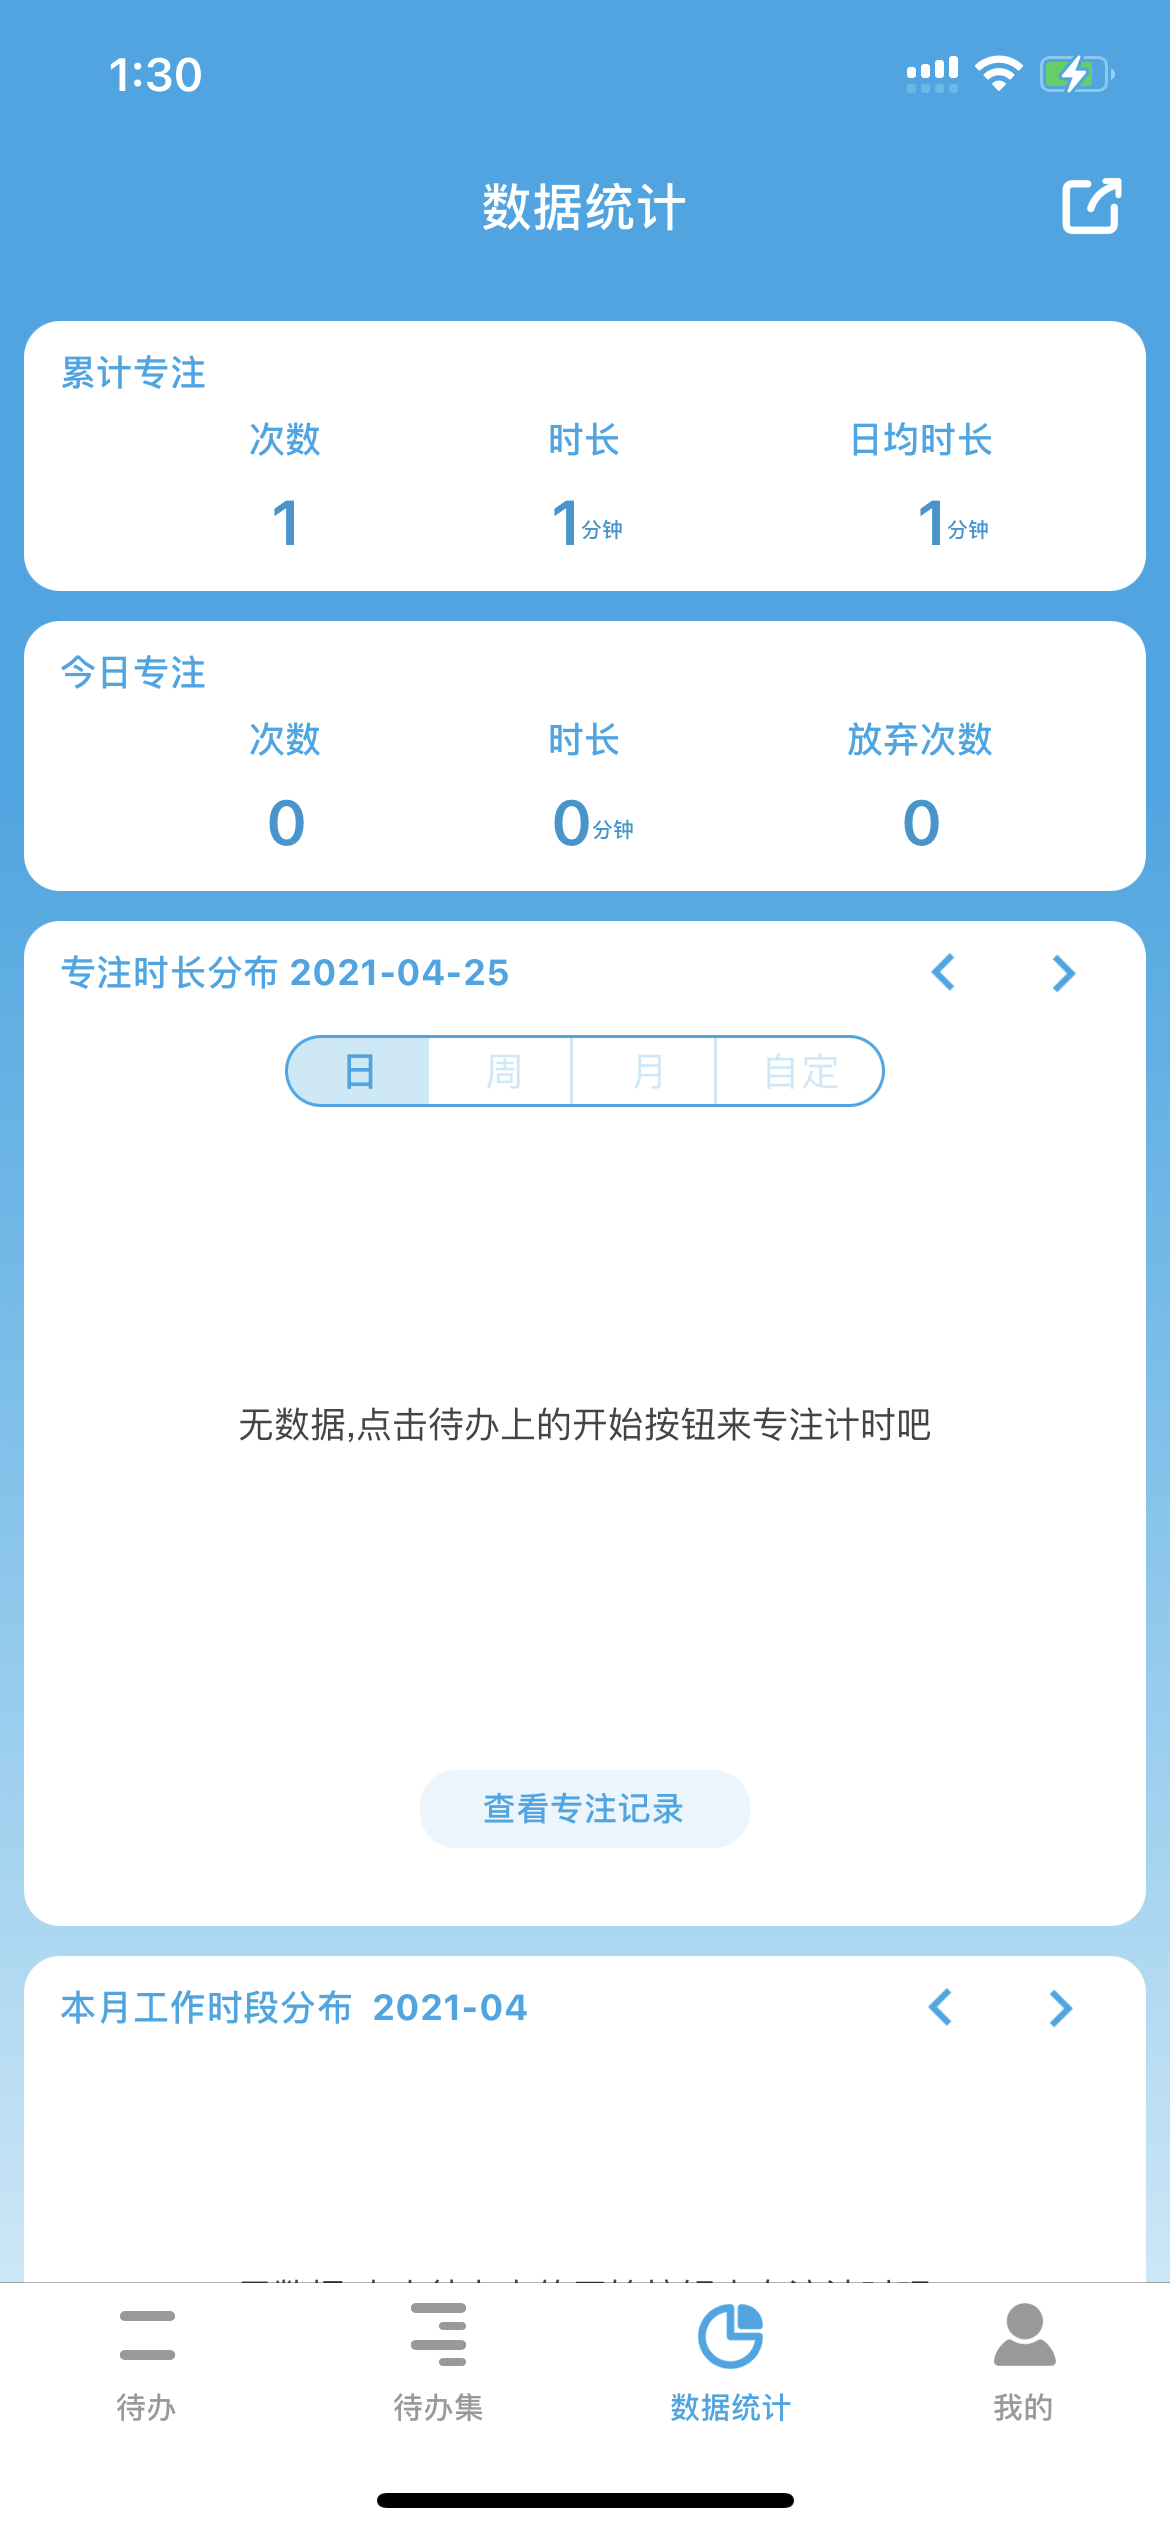 1:30
数据统计
累计专注
次数 时长 日均时长
1 1分钟 1分钟
今日专注
次数 时长 放弃次数
0 0分钟 0
专注时长分布 2021-04-25
日 周 月 自定
无数据,点击待办上的开始按钮来专注计时吧
查看专注记录
本月工作时段分布 2021-04
待办 待办集 数据统计 我的